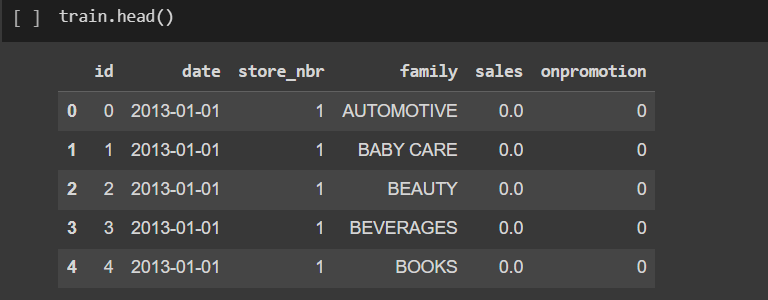 [ ] train.head()
id date store_nbr family sales onpromotion
0 0 2013-01-01 1 AUTOMOTIVE 0.0 0
1 1 2013-01-01 1 BABY CARE 0.0 0
2 2 2013-01-01 1 BEAUTY 0.0 0
3 3 2013-01-01 1 BEVERAGES 0.0 0
4 4 2013-01-01 1 BOOKS 0.0 0